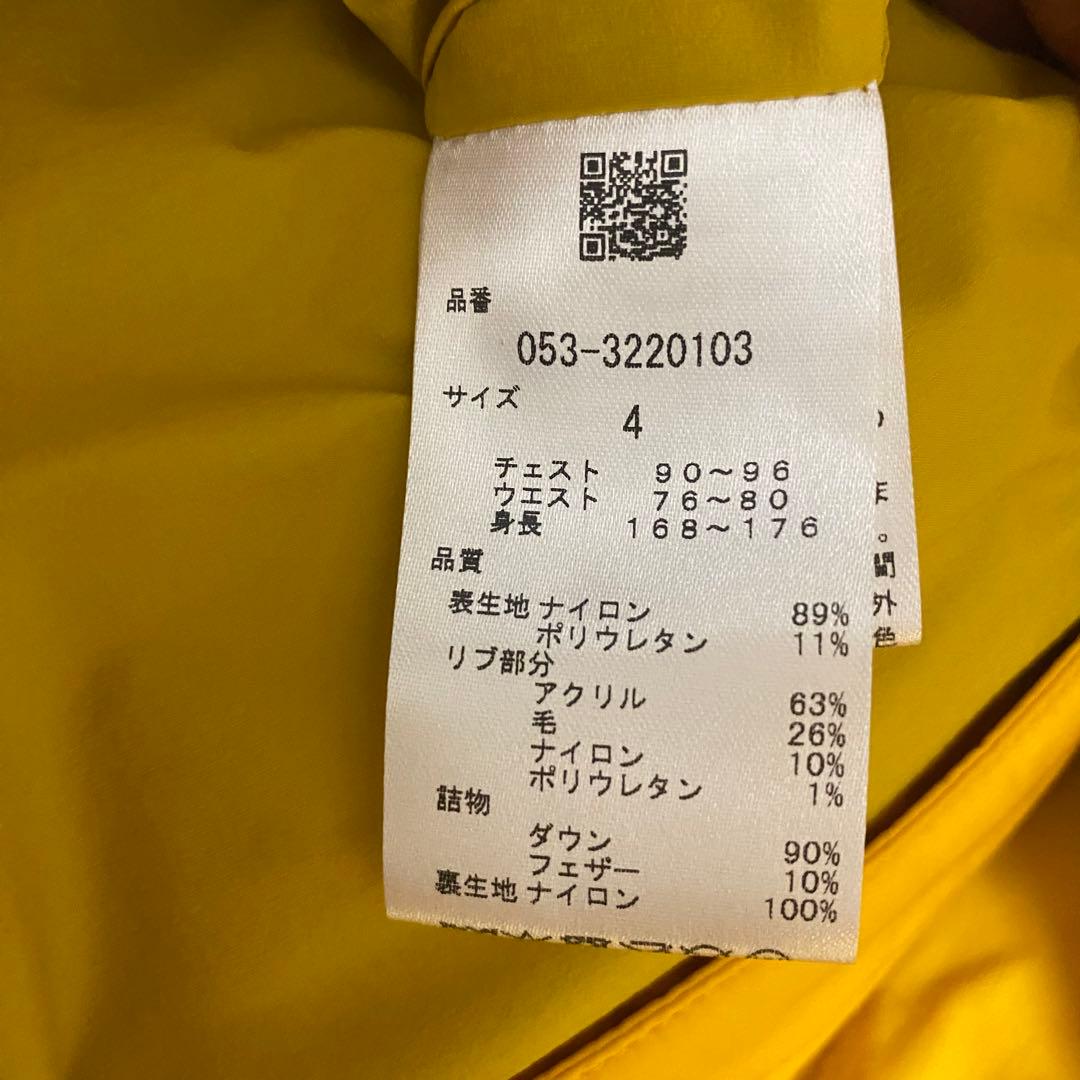 品番
053-3220103
サイズ
4
チェスト 90〜96
ウエスト 76〜80
身長 168〜176
品質
表生地 ナイロン 89%
ポリウレタン 11%
リブ部分
アクリル 63%
毛 26%
ナイロン 10%
ポリウレタン 1%
詰物
ダウン 90%
フェザー 10%
裏生地 ナイロン 100%
。
間
外
色